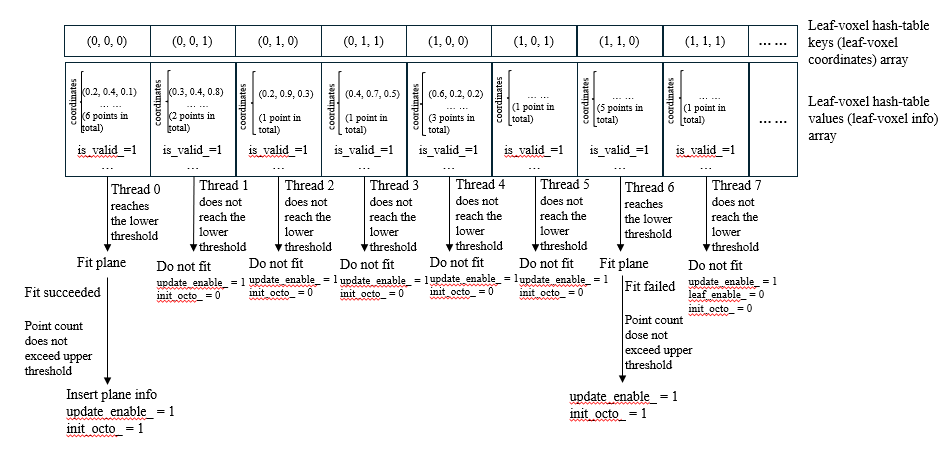 (0, 0, 0) (0, 0, 1) (0, 1, 0) (0, 1, 1) (1, 0, 0) (1, 0, 1) (1, 1, 0) (1, 1, 1) ... ...
Leaf-voxel hash-table
keys (leaf-voxel
coordinates) array
coordinates
(0.2, 0.4, 0.1)
... ...
(6 points in
total)
is_valid_=1
...
coordinates
(0.3, 0.4, 0.8)
... ...
(2 points in
total)
is_valid_=1
...
coordinates
(0.2, 0.9, 0.3)
(1 point in
total)
is_valid_=1
...
coordinates
(0.4, 0.7, 0.5)
(1 point in
total)
is_valid_=1
...
coordinates
(0.6, 0.2, 0.2)
... ...
(3 points in
total)
is_valid_=1
...
coordinates
... ...
(1 point in
total)
is_valid_=1
...
coordinates
... ...
(5 points in
total)
is_valid_=1
...
coordinates
... ...
(1 point in
total)
is_valid_=1
...
... ...
Leaf-voxel hash-table
values (leaf-voxel info)
array
Thread 0
reaches
the lower
threshold
Thread 1
does not
reach the
lower
threshold
Thread 2
does not
reach the
lower
threshold
Thread 3
does not
reach the
lower
threshold
Thread 4
does not
reach the
lower
threshold
Thread 5
does not
reach the
lower
threshold
Thread 6
reaches
the lower
threshold
Thread 7
does not
reach the
lower
threshold
Fit plane
Do not fit
update_enable_ = 1
init_octo_ = 0
Do not fit
update_enable_ = 1
init_octo_ = 0
Do not fit
update_enable_ = 1
init_octo_ = 0
Do not fit
update_enable_ = 1
init_octo_ = 0
Do not fit
update_enable_ = 1
init_octo_ = 0
Fit plane
Do not fit
update_enable_ = 1
leaf_enable_ = 0
init_octo_ = 0
Fit succeeded
Point count
does not
exceed upper
threshold
Insert plane info
update_enable_ = 1
init_octo_ = 1
Fit failed
Point count
dose not
exceed upper
threshold
update_enable_ = 1
init_octo_ = 1